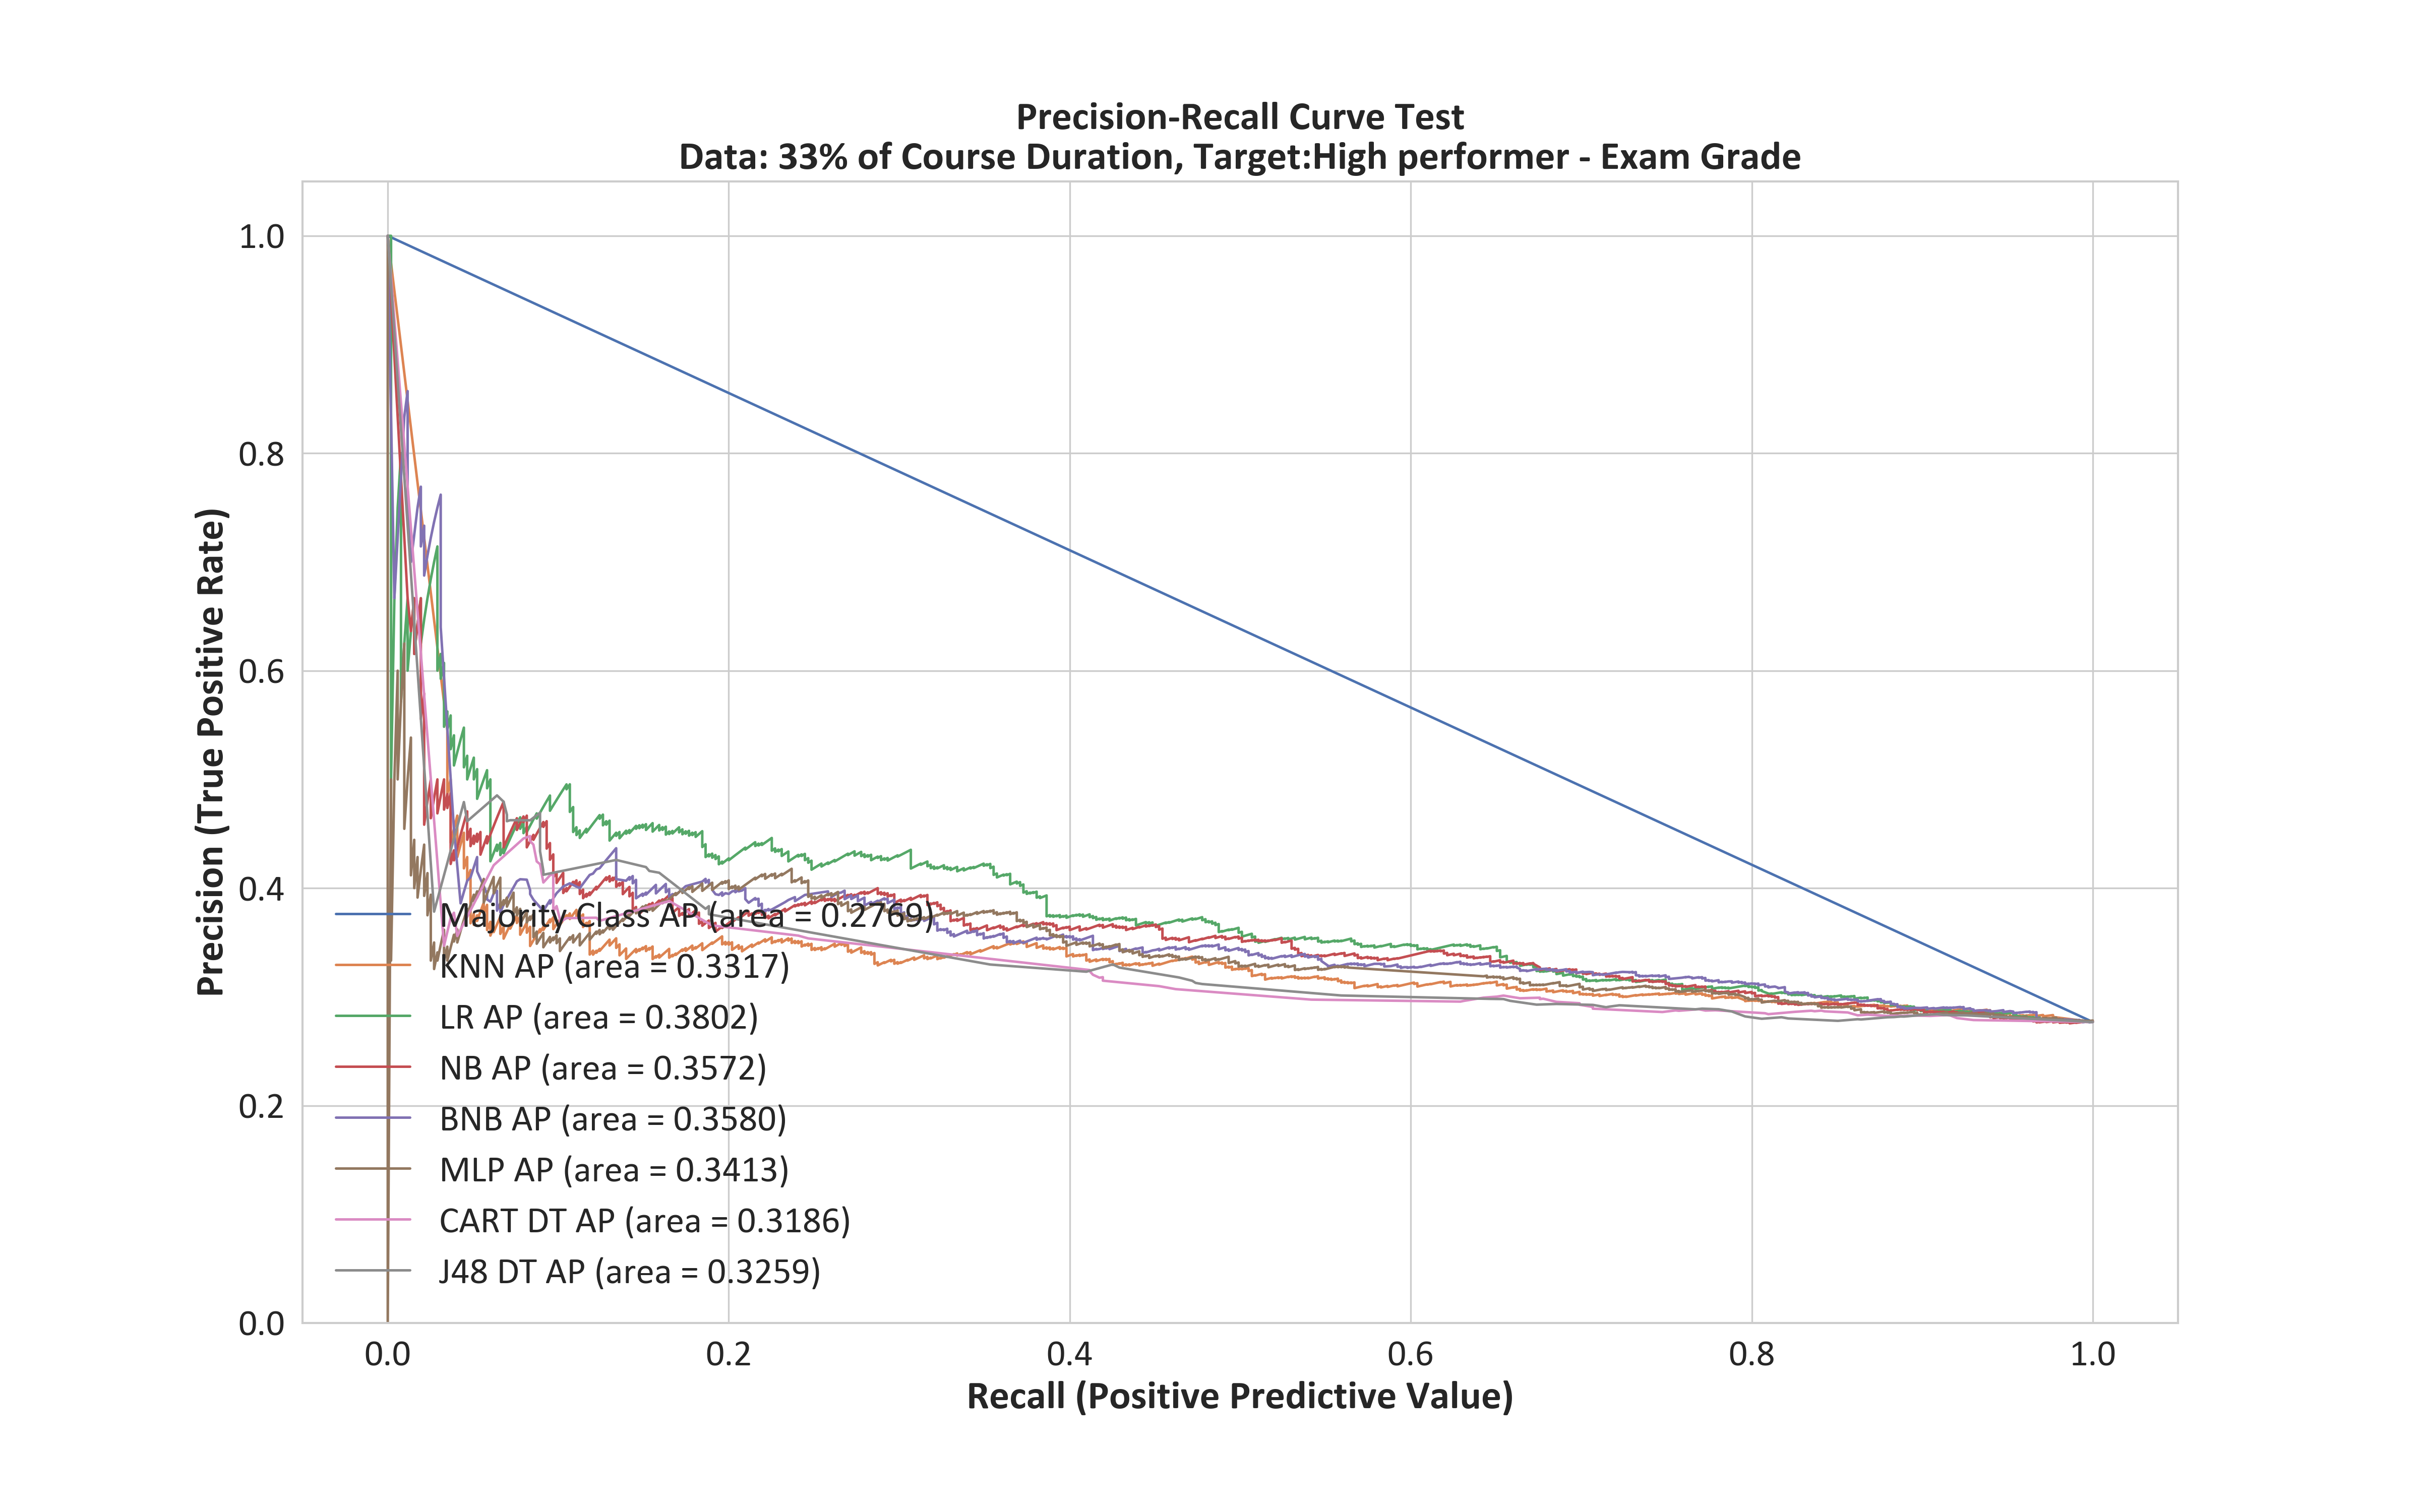 Precision-Recall Curve Test
Data: 33% of Course Duration, Target:High performer - Exam Grade
Precision (True Positive Rate)
1.0
0.8
0.6
0.4
0.2
0.0
Majority Class AP (area = 0.2769)
KNN AP (area = 0.3317)
LR AP (area = 0.3802)
NB AP (area = 0.3572)
BNB AP (area = 0.3580)
MLP AP (area = 0.3413)
CART DT AP (area = 0.3186)
J48 DT AP (area = 0.3259)
0.0 0.2 0.4 0.6 0.8 1.0
Recall (Positive Predictive Value)